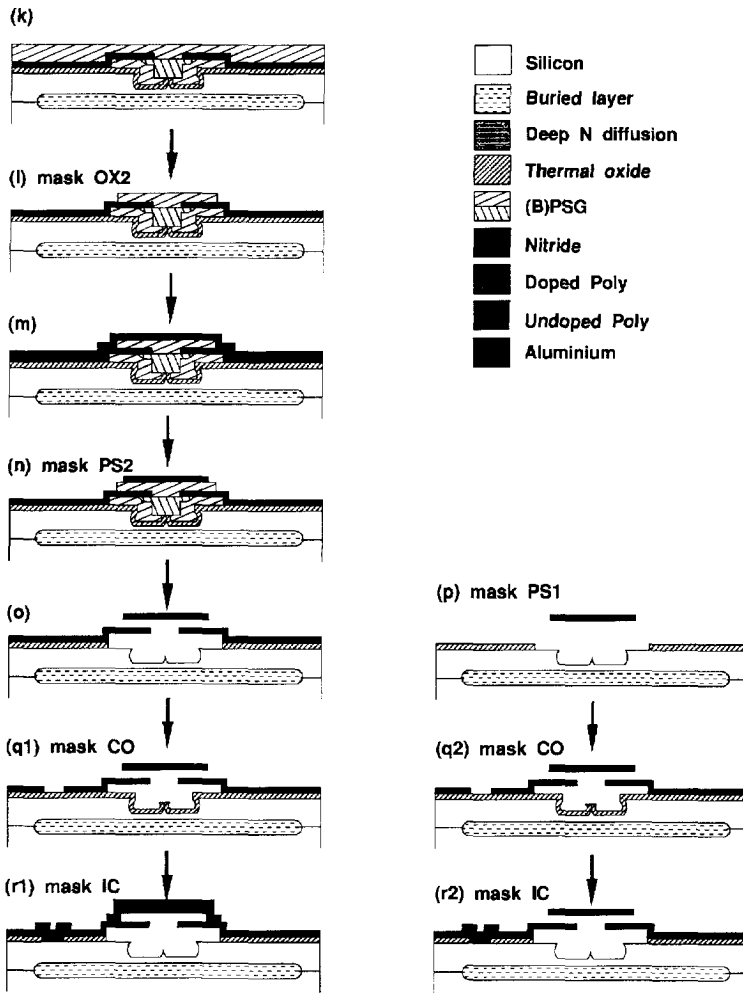 (k)
(l) mask OX2
(m)
(n) mask PS2
(o)
(q1) mask CO
(r1) mask IC
Silicon
Buried layer
Deep N diffusion
Thermal oxide
(B)PSG
Nitride
Doped Poly
Undoped Poly
Aluminium
(p) mask PS1
(q2) mask CO
(r2) mask IC